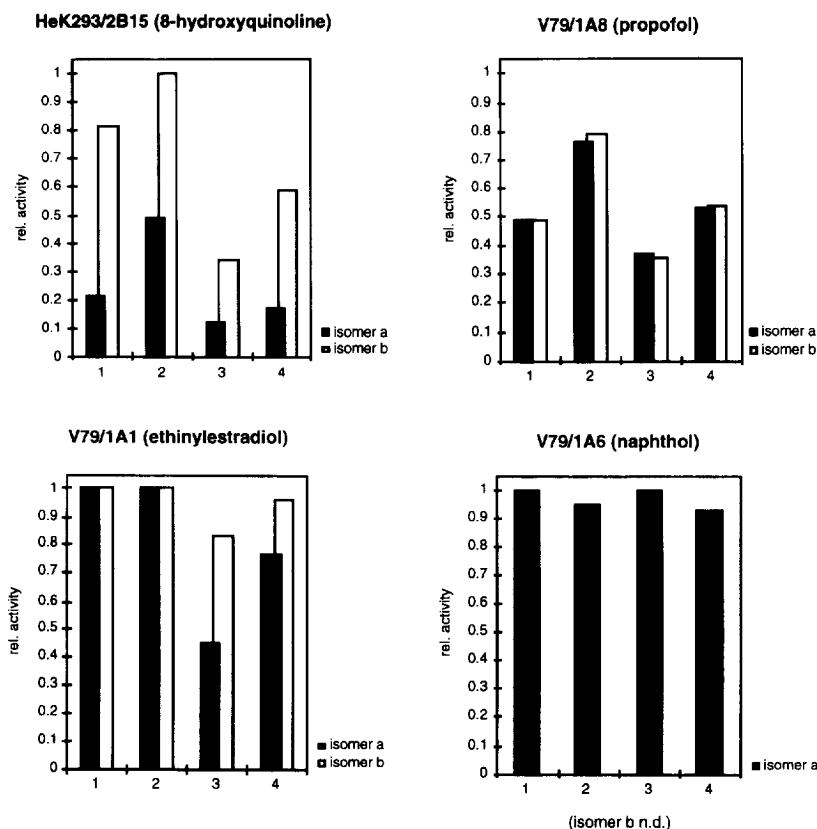 HeK293/2B15 (8-hydroxyquinoline)
rel. activity
1
0.9
0.8
0.7
0.6
0.5
0.4
0.3
0.2
0.1
0
1 2 3 4
isomer a
isomer b
V79/1A8 (propofol)
rel. activity
1
0.9
0.8
0.7
0.6
0.5
0.4
0.3
0.2
0.1
0
1 2 3 4
isomer a
isomer b
V79/1A1 (ethinylestradiol)
rel. activity
1
0.9
0.8
0.7
0.6
0.5
0.4
0.3
0.2
0.1
0
1 2 3 4
isomer a
isomer b
V79/1A6 (naphthol)
rel. activity
1
0.9
0.8
0.7
0.6
0.5
0.4
0.3
0.2
0.1
0
1 2 3 4
isomer a
(isomer b n.d.)